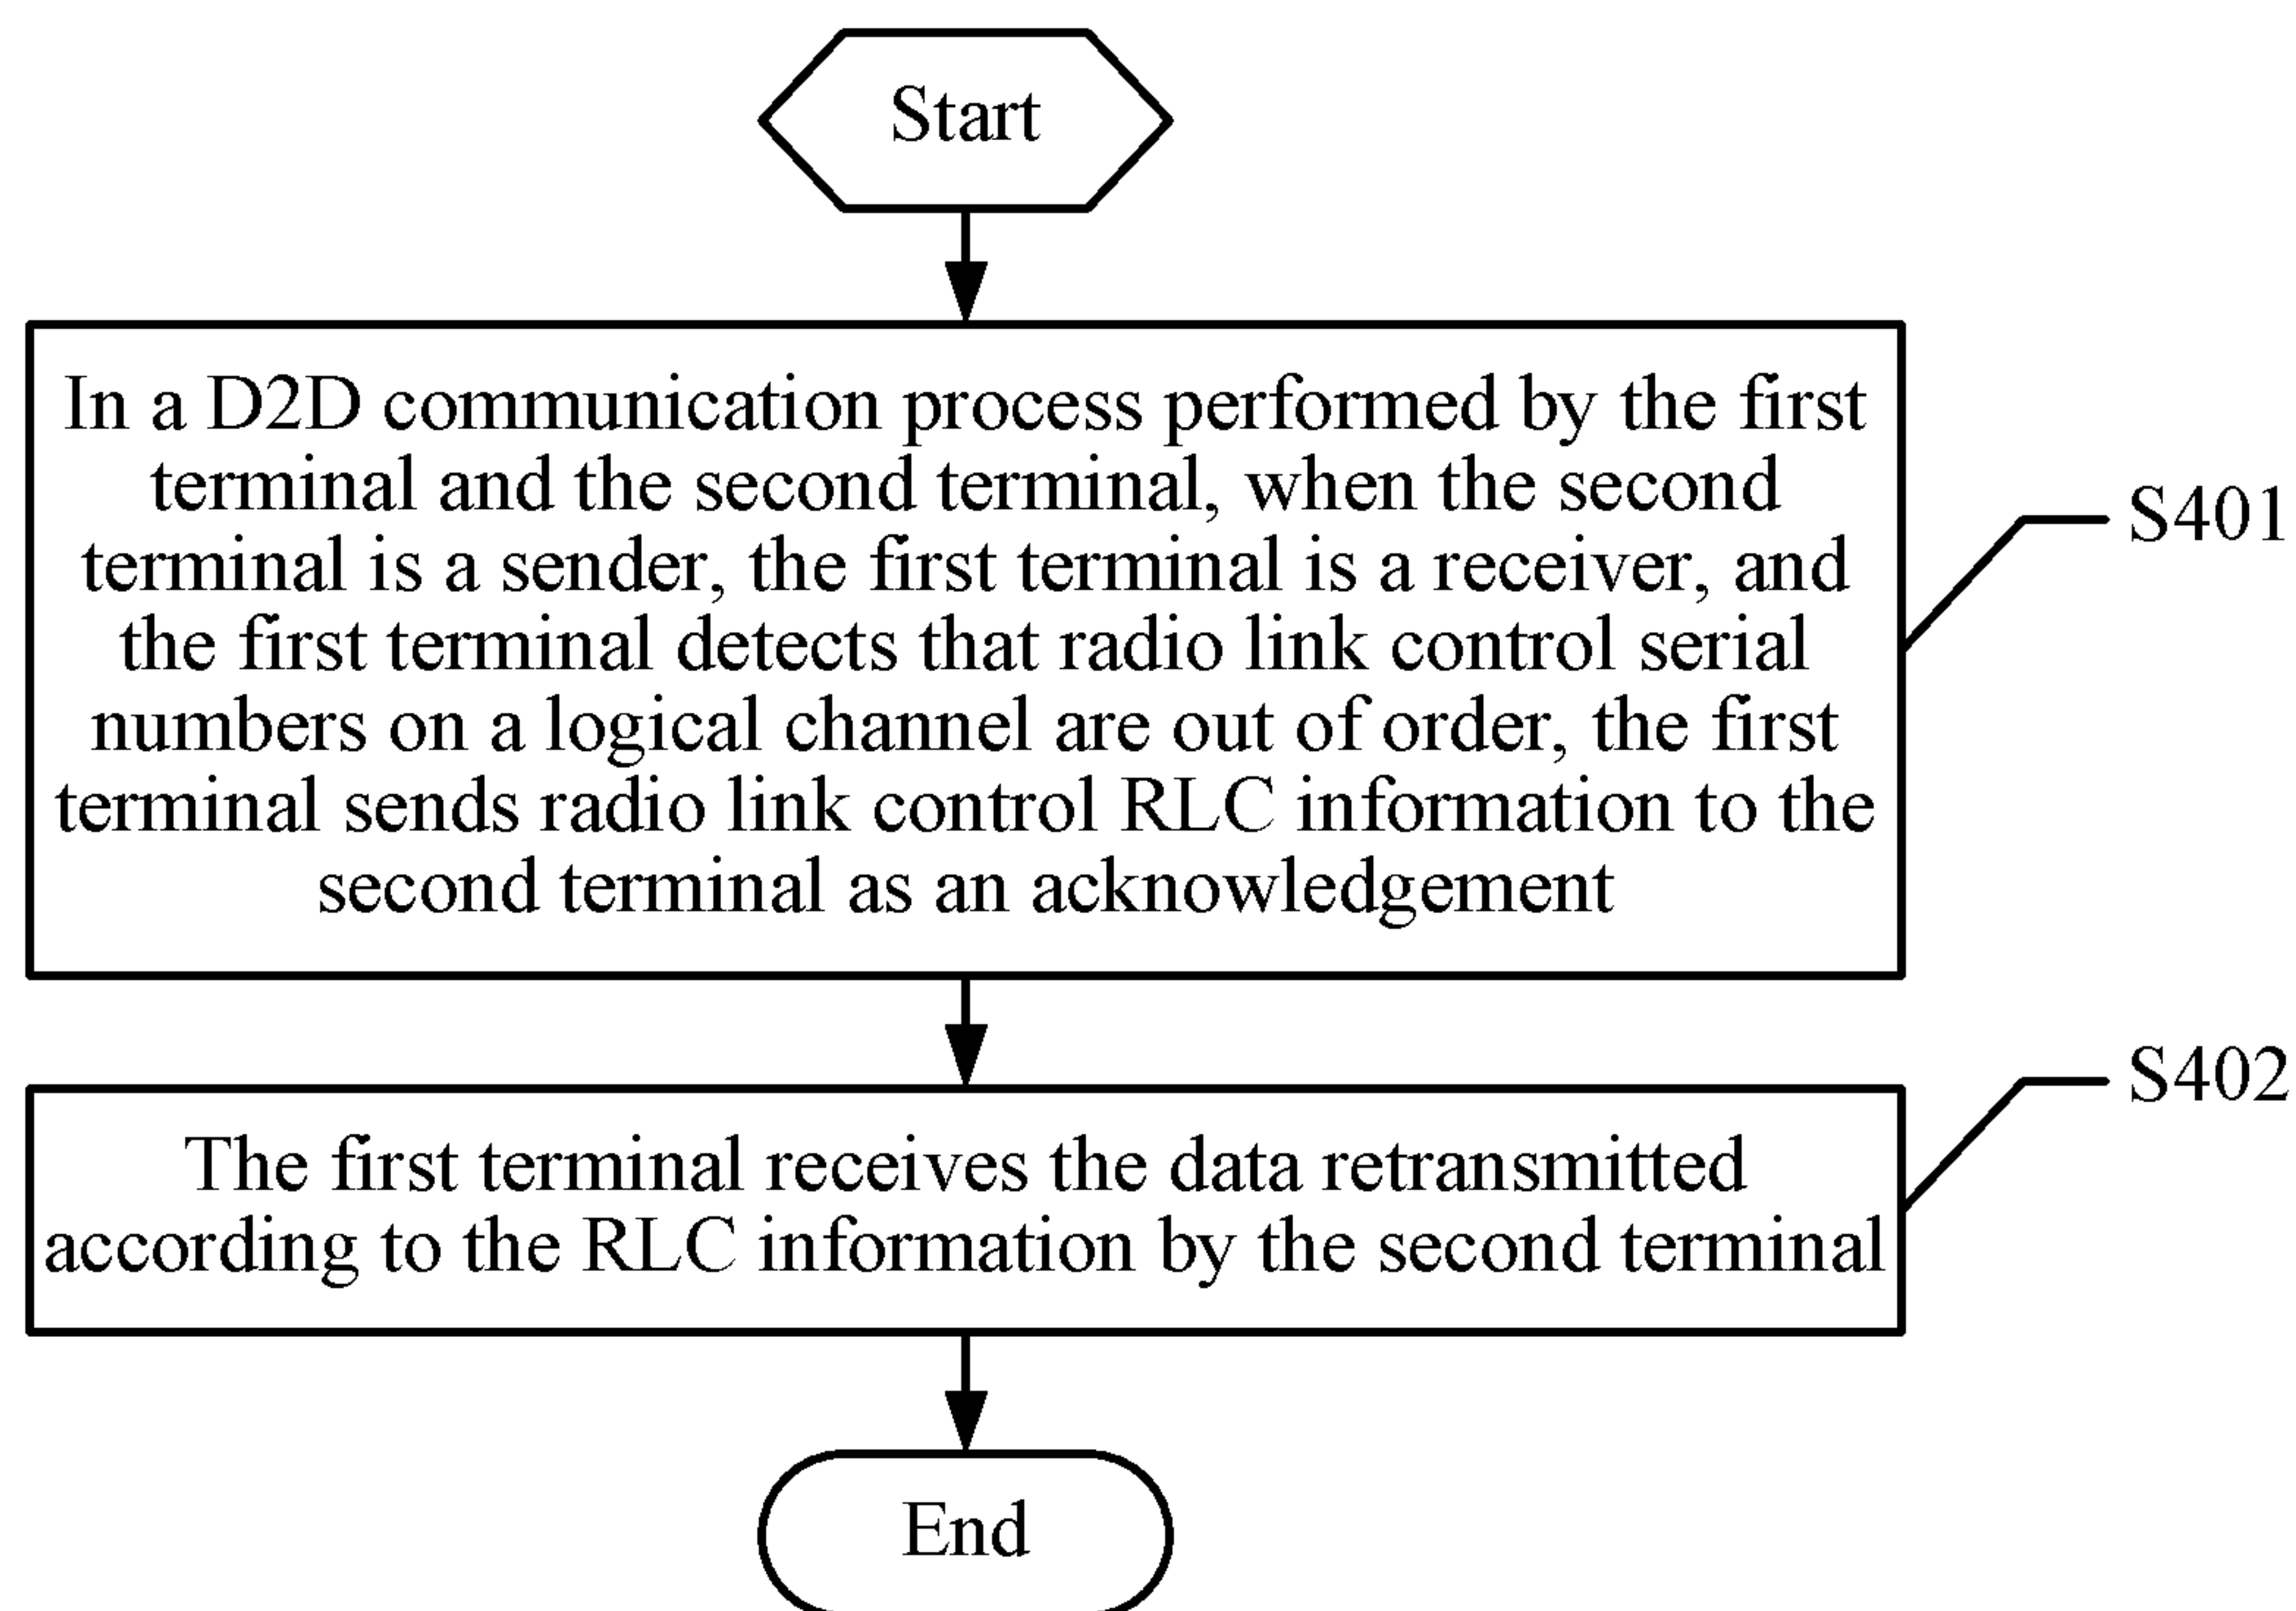 Start
In a D2D communication process performed by the first
terminal and the second terminal, when the second
terminal is a sender, the first terminal is a receiver, and
the first terminal detects that radio link control serial
numbers on a logical channel are out of order, the first
terminal sends radio link control RLC information to the
second terminal as an acknowledgement
S401
The first terminal receives the data retransmitted
according to the RLC information by the second terminal
S402
End